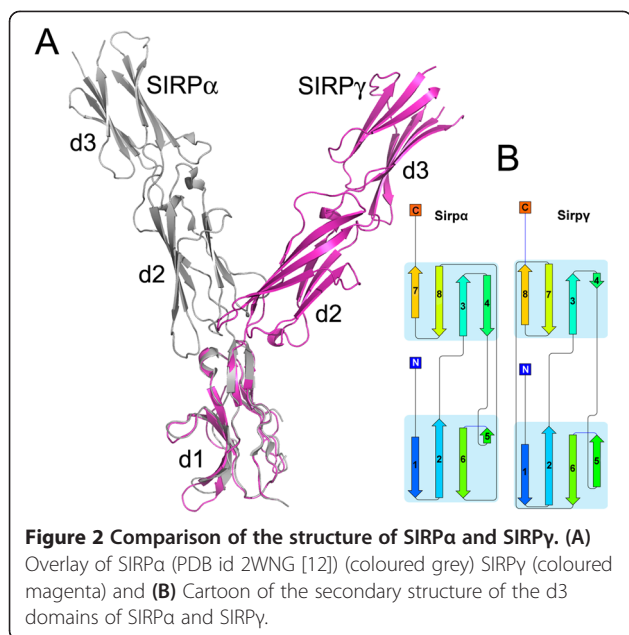 A
SIRPα
SIRPγ
d3
d3
B
d2
d2
d1
Sirpα
Sirpγ
C
C
7
8
3
4
8
7
3
4
N
N
1
2
6
5
1
2
6
5
Figure 2 Comparison of the structure of SIRPα and SIRPγ. (A)
Overlay of SIRPα (PDB id 2WNG [12]) (coloured grey) SIRPγ (coloured
magenta) and (B) Cartoon of the secondary structure of the d3
domains of SIRPα and SIRPγ.